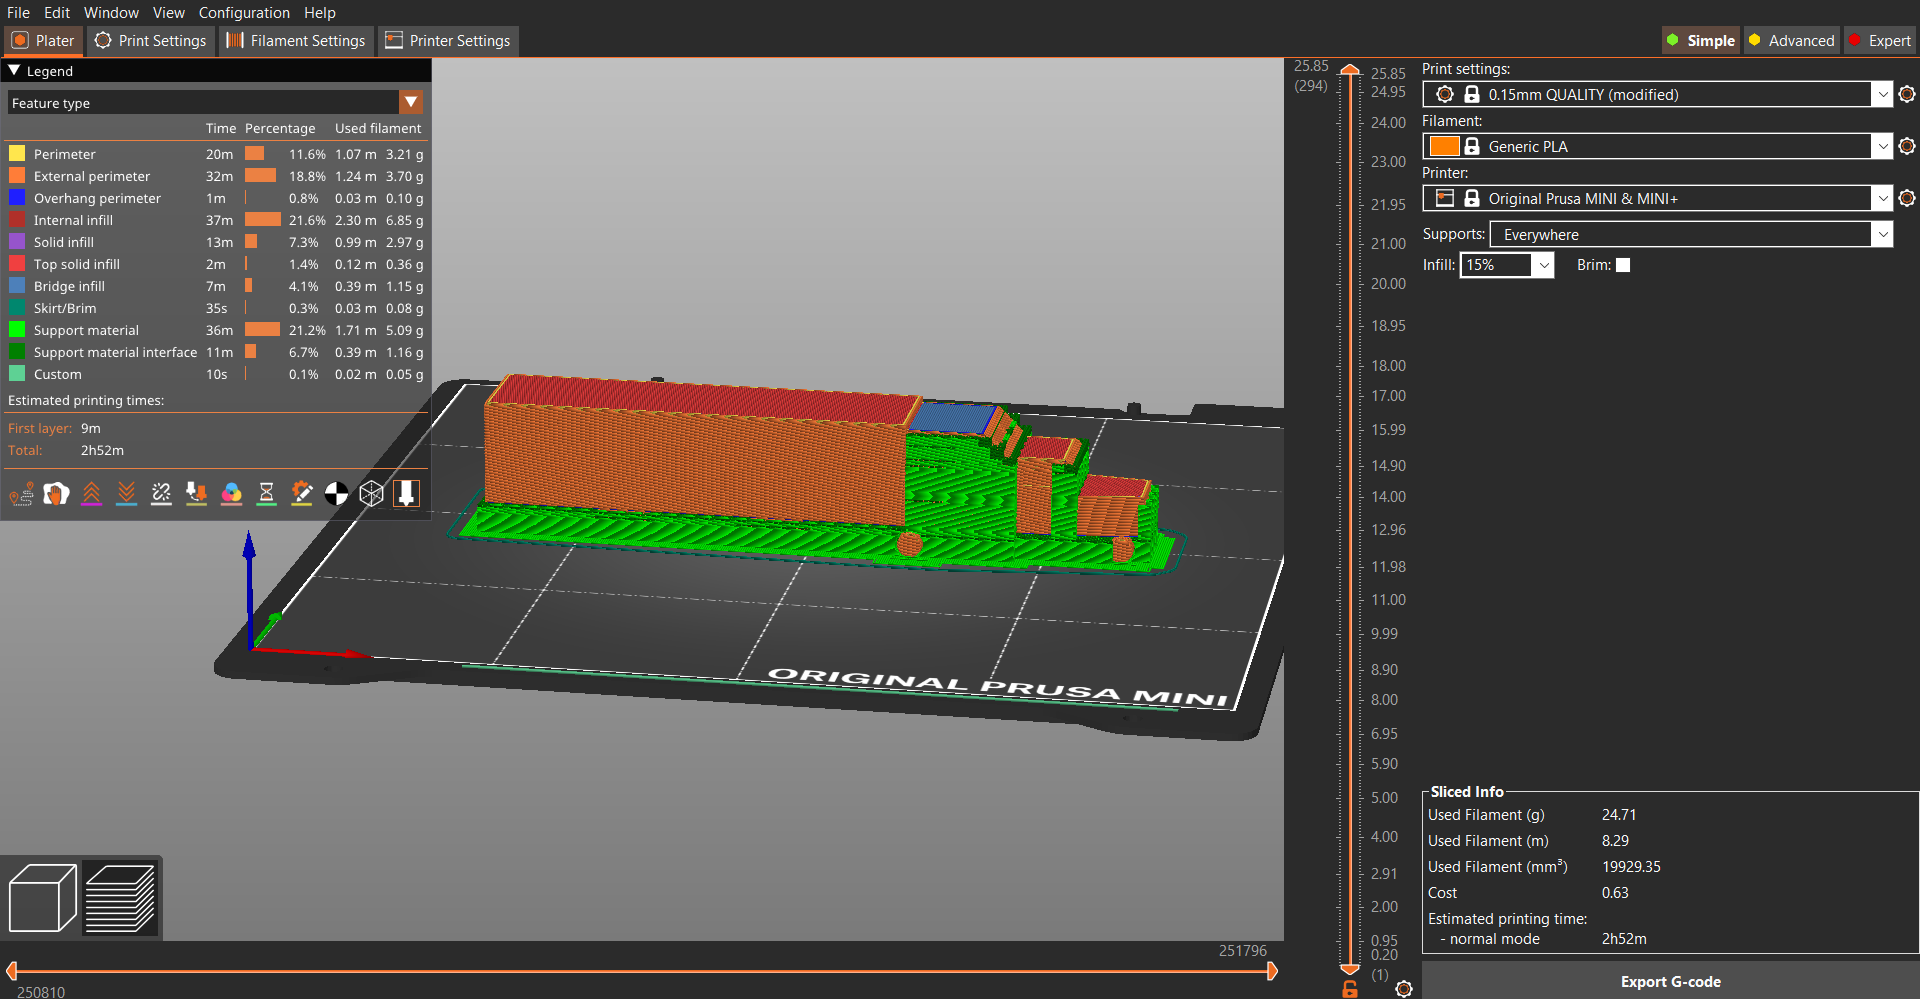 File Edit Window View Configuration Help
Plater Print Settings Filament Settings Printer Settings
Simple Advanced Expert
Legend
Feature type
Time Percentage Used filament
Perimeter 20m 11.6% 1.07 m 3.21 g
External perimeter 32m 18.8% 1.24 m 3.70 g
Overhang perimeter 1m 0.8% 0.03 m 0.10 g
Internal infill 37m 21.6% 2.30 m 6.85 g
Solid infill 13m 7.3% 0.99 m 2.97 g
Top solid infill 2m 1.4% 0.12 m 0.36 g
Bridge infill 7m 4.1% 0.39 m 1.15 g
Skirt/Brim 35s 0.3% 0.03 m 0.08 g
Support material 36m 21.2% 1.71 m 5.09 g
Support material interface 11m 6.7% 0.39 m 1.16 g
Custom 10s 0.1% 0.02 m 0.05 g
Estimated printing times:
First layer: 9m
Total: 2h52m
ORIGINAL PRUSA MINI
251796
250810
25.85
(294)
25.85
24.95
24.00
23.00
21.95
21.00
20.00
18.95
18.00
17.00
15.99
14.90
14.00
12.96
11.98
11.00
9.99
8.90
8.00
6.95
5.90
5.00
4.00
2.91
2.00
0.95
0.20
(1)
Print settings:
0.15mm QUALITY (modified)
Filament:
Generic PLA
Printer:
Original Prusa MINI & MINI+
Supports: Everywhere
Infill: 15% Brim:
Sliced Info
Used Filament (g) 24.71
Used Filament (m) 8.29
Used Filament (mm³) 19929.35
Cost 0.63
Estimated printing time:
- normal mode 2h52m
Export G-code